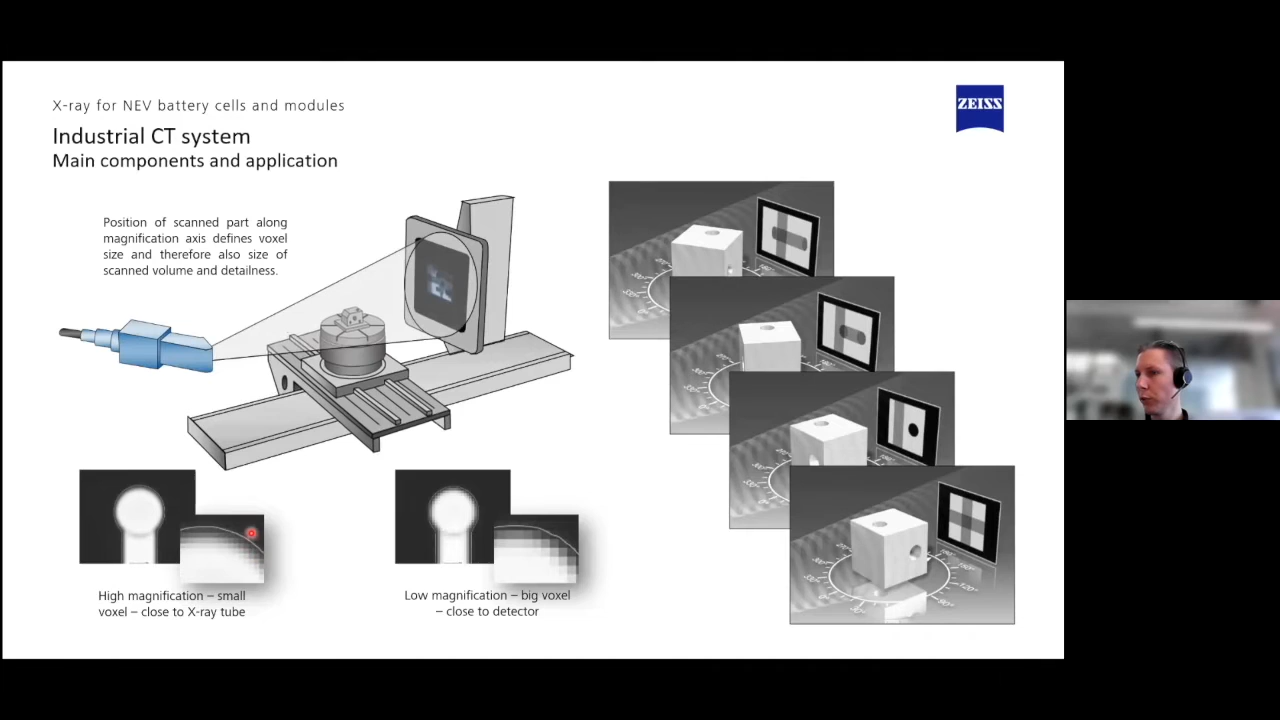 X-ray for NEV battery cells and modules
ZEISS
Industrial CT system
Main components and application
Position of scanned part along
magnification axis defines voxel
size and therefore also size of
scanned volume and detailness.
High magnification – small
voxel – close to X-ray tube
Low magnification – big voxel
– close to detector